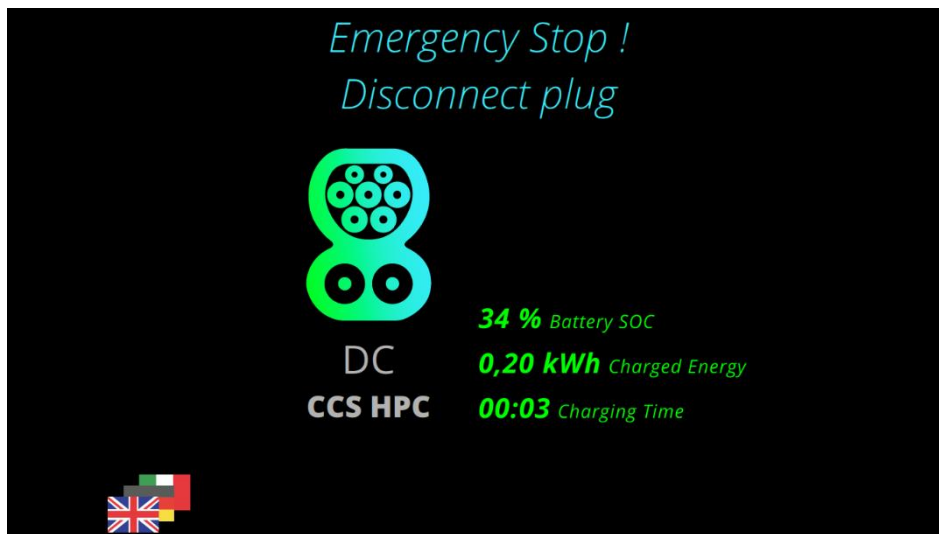 Emergency Stop !
Disconnect plug
34 % Battery SOC
DC
0,20 kWh Charged Energy
CCS HPC
00:03 Charging Time